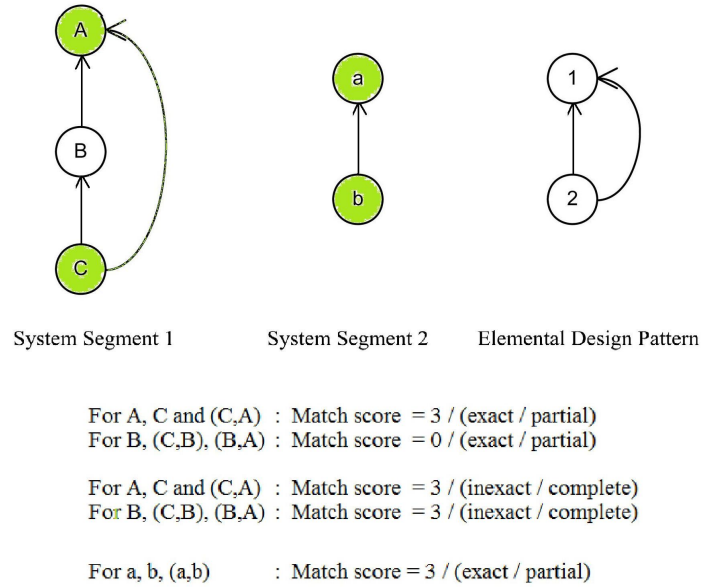 A
B
C
a
b
1
2
System Segment 1
System Segment 2
Elemental Design Pattern
For A, C and (C,A) : Match score = 3 / (exact / partial)
For B, (C,B), (B,A) : Match score = 0 / (exact / partial)
For A, C and (C,A) : Match score = 3 / (inexact / complete)
For B, (C,B), (B,A) : Match score = 3 / (inexact / complete)
For a, b, (a,b) : Match score = 3 / (exact / partial)